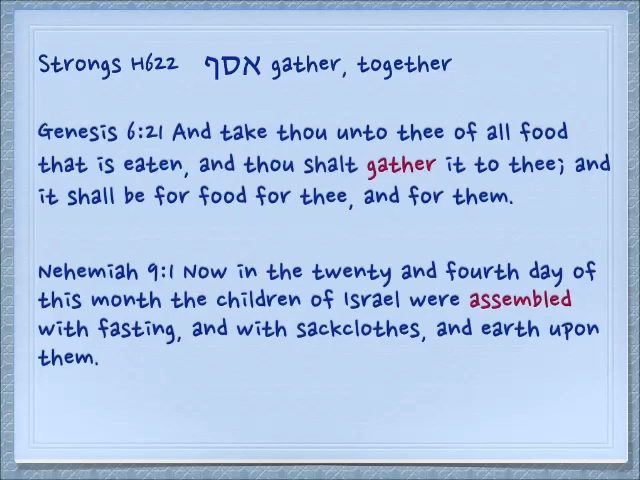 Strongs H622 אסף gather, together
Genesis 6:21 And take thou unto thee of all food
that is eaten, and thou shalt gather it to thee; and
it shall be for food for thee, and for them.
Nehemiah 9:1 Now in the twenty and fourth day of
this month the children of Israel were assembled
with fasting, and with sackclothes, and earth upon
them.